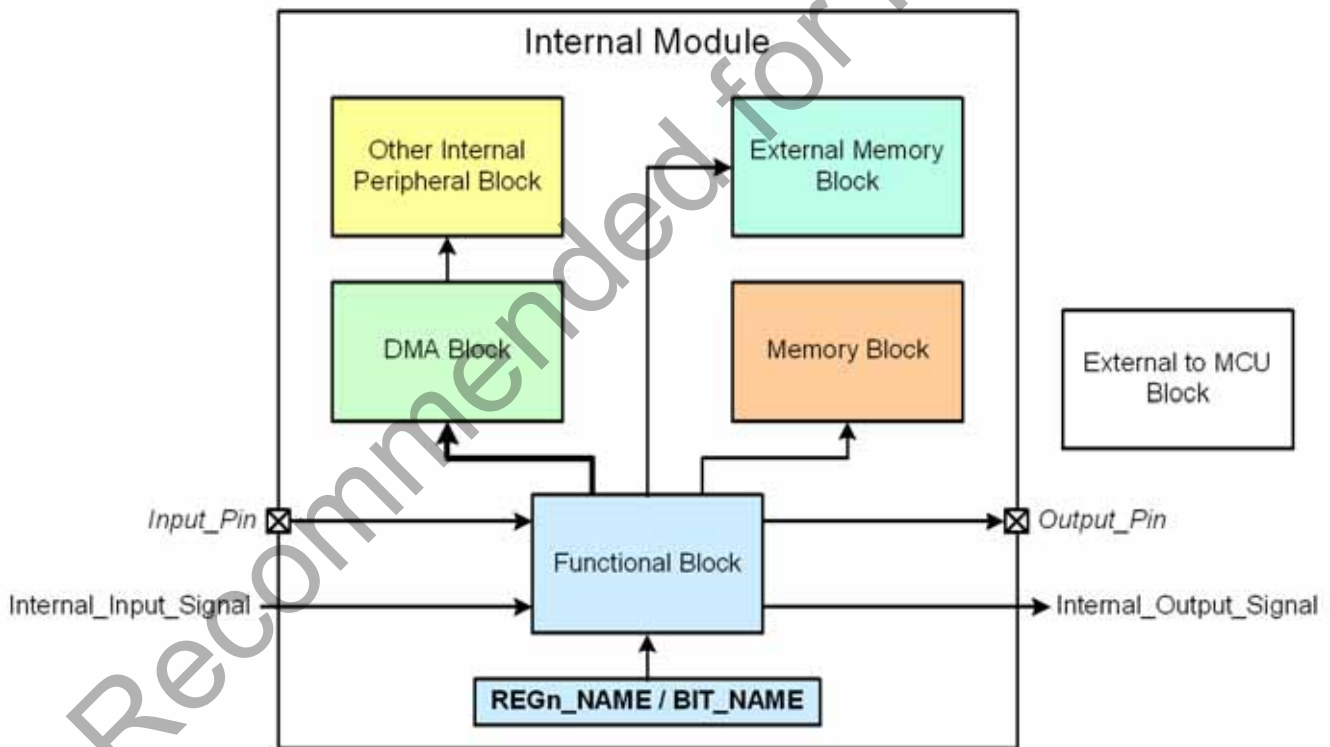 Internal Module
Other Internal
Peripheral Block
External Memory
Block
DMA Block
Memory Block
External to MCU
Block
Input_Pin
Output_Pin
Functional Block
Internal_Input_Signal
Internal_Output_Signal
REGn_NAME / BIT_NAME
Recommended for